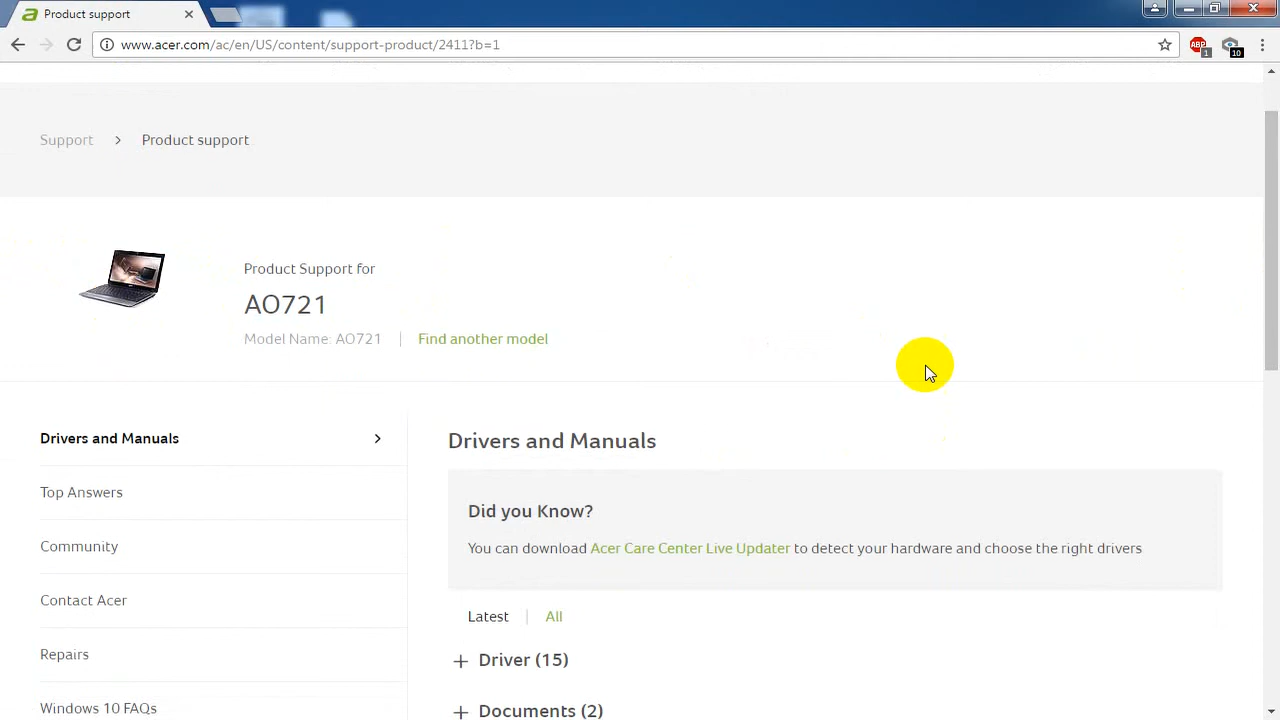 Product support
www.acer.com/ac/en/US/content/support-product/2411?b=1
ABP
1
10
Support > Product support
Product Support for
AO721
Model Name: AO721 | Find another model
Drivers and Manuals
Top Answers
Community
Contact Acer
Repairs
Windows 10 FAQs
Drivers and Manuals
Did you Know?
You can download Acer Care Center Live Updater to detect your hardware and choose the right drivers
Latest | All
+ Driver (15)
+ Documents (2)